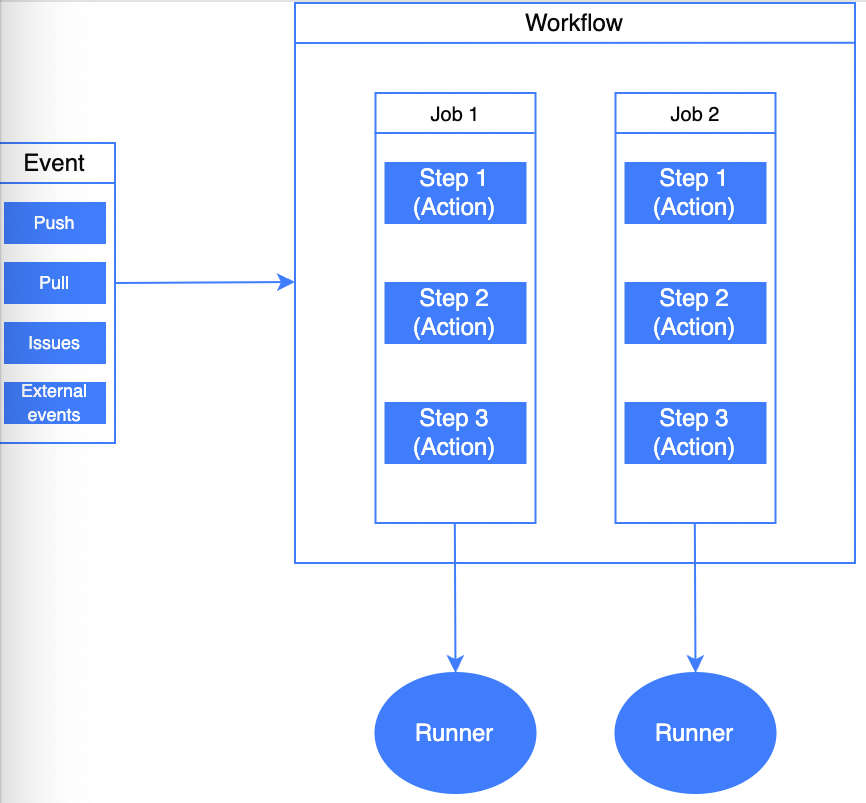 Workflow
Event
Push
Pull
Issues
External
events
Job 1
Step 1
(Action)
Step 2
(Action)
Step 3
(Action)
Job 2
Step 1
(Action)
Step 2
(Action)
Step 3
(Action)
Runner
Runner